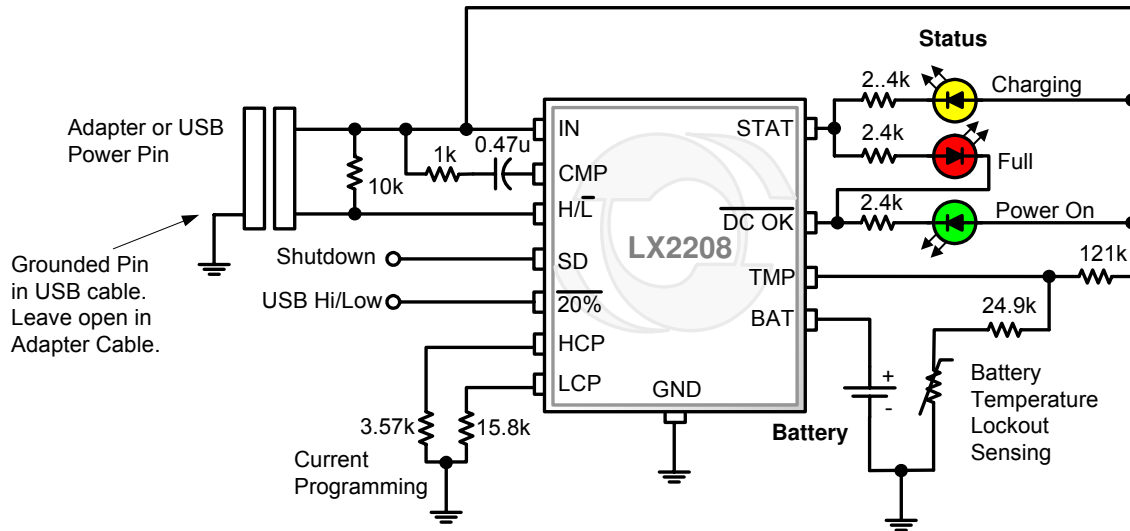 Status
2..4k
Charging
2.4k
Full
2.4k
Power On
Adapter or USB
Power Pin
10k
1k
0.47u
IN
CMP
H/L̅
SD
2̅0̅%̅
HCP
LCP
STAT
D̅C̅ ̅O̅K̅
TMP
BAT
GND
LX2208
Grounded Pin
in USB cable.
Leave open in
Adapter Cable.
Shutdown
USB Hi/Low
3.57k
15.8k
Current
Programming
121k
24.9k
+
-
Battery
Battery
Temperature
Lockout
Sensing